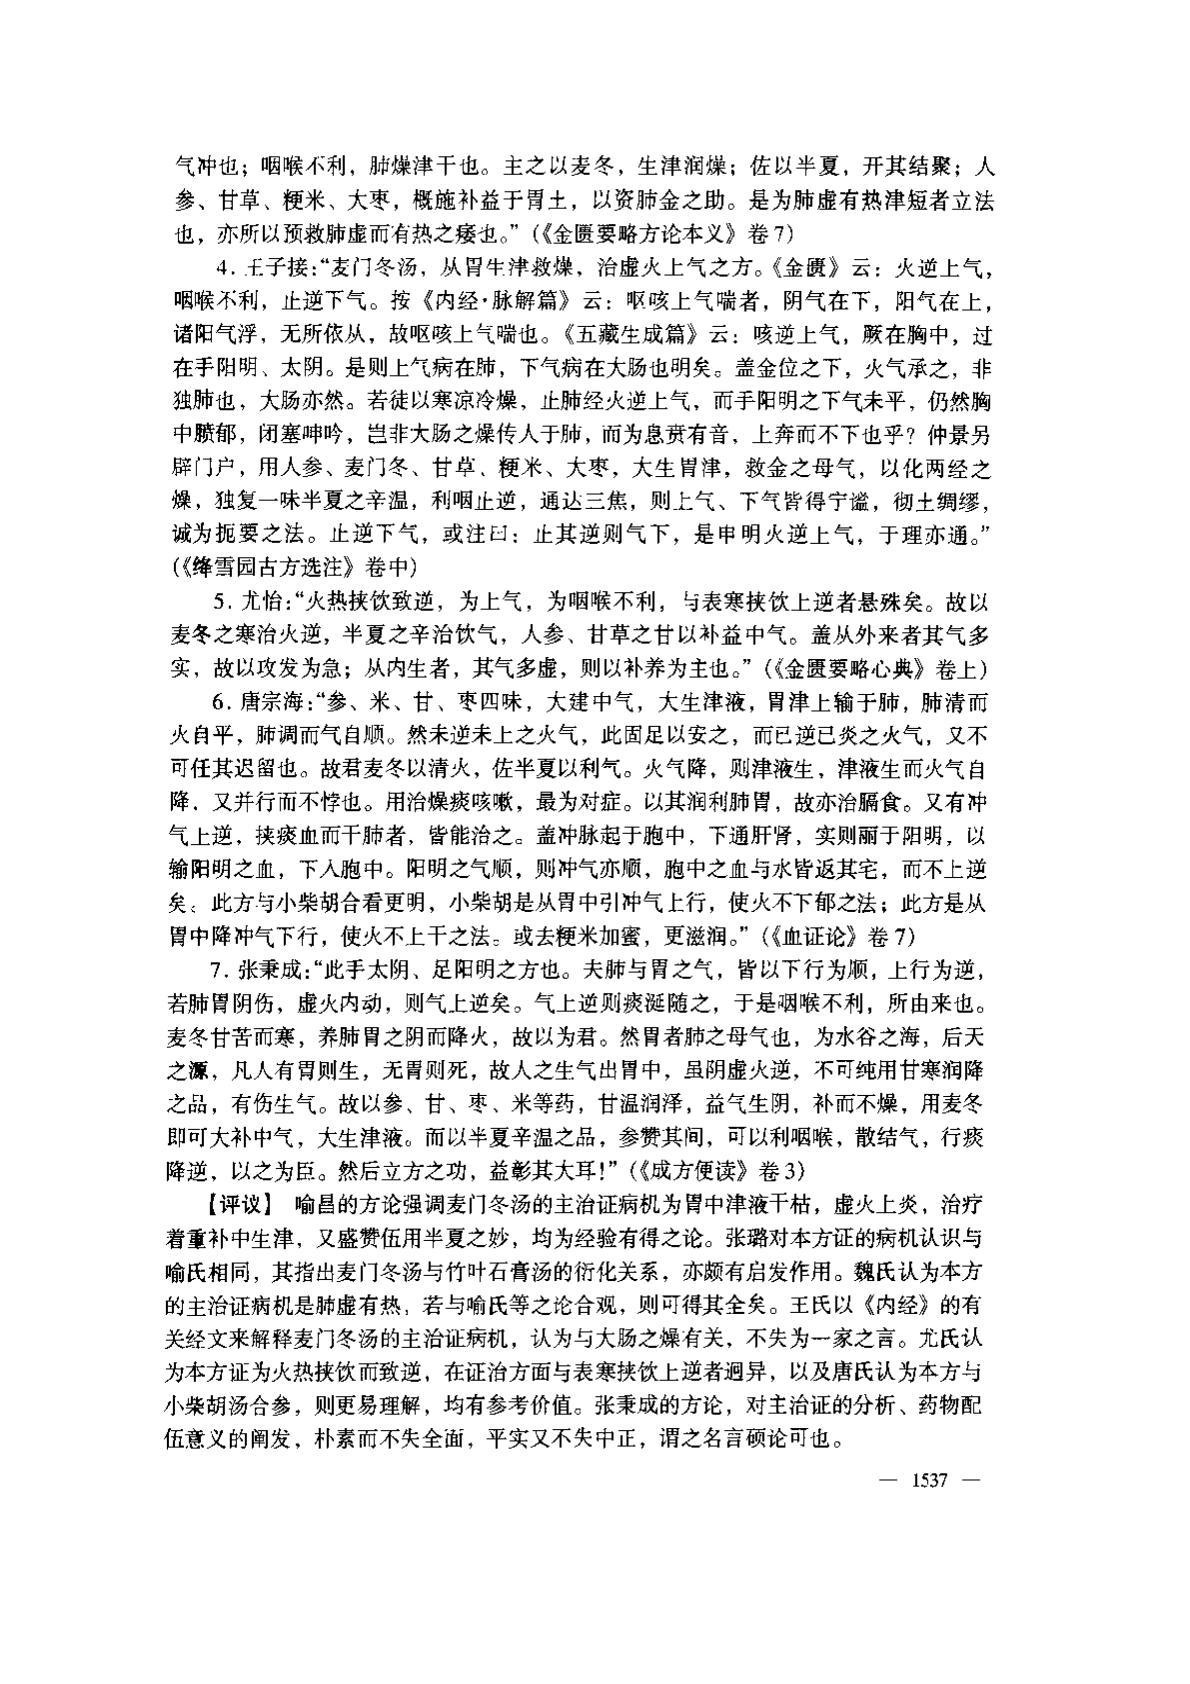 气冲也；咽喉不利，肺燥津干也。主之以麦冬，生津润燥；佐以半夏，开其结聚；人
参、甘草、粳米、大枣，概施补益于胃土，以资肺金之助。是为肺虚有热津短者立法
也，亦所以预救肺虚而有热之痿也。”（《金匮要略方论本义》卷7）
4. 王子接：“麦门冬汤，从胃生津救燥，治虚火上气之方。《金匮》云：火逆上气，
咽喉不利，止逆下气。按《内经·脉解篇》云：呕咳上气喘者，阴气在下，阳气在上，
诸阳气浮，无所依从，故呕咳上气喘也。《五藏生成篇》云：咳逆上气，厥在胸中，过
在手阳明、太阴。是则上气病在肺，下气病在大肠也明矣。盖金位之下，火气承之，非
独肺也，大肠亦然。若徒以寒凉冷燥，止肺经火逆上气，而手阳明之下气未平，仍然胸
中膹郁，闭塞呻吟，岂非大肠之燥传入于肺，而为息贲有音，上奔而不下也乎？仲景另
辟门户，用人参、麦门冬、甘草、粳米、大枣，大生胃津，救金之母气，以化两经之
燥，独复一味半夏之辛温，利咽止逆，通达三焦，则上气、下气皆得宁谧，彻土绸缪，
诚为扼要之法。止逆下气，或注曰：止其逆则气下，是申明火逆上气，于理亦通。”
（《绛雪园古方选注》卷中）
5. 尤怡：“火热挟饮致逆，为上气，为咽喉不利，与表寒挟饮上逆者悬殊矣。故以
麦冬之寒治火逆，半夏之辛治饮气，人参、甘草之甘以补益中气。盖从外来者其气多
实，故以攻发为急；从内生者，其气多虚，则以补养为主也。”（《金匮要略心典》卷上）
6. 唐宗海：“参、米、甘、枣四味，大建中气，大生津液，胃津上输于肺，肺清而
火自平，肺调而气自顺。然未逆未上之火气，此固足以安之，而已逆已炎之火气，又不
可任其迟留也。故君麦冬以清火，佐半夏以利气。火气降，则津液生，津液生而火气自
降，又并行而不悖也。用治燥痰咳嗽，最为对症。以其润利肺胃，故亦治膈食。又有冲
气上逆，挟痰血而干肺者，皆能治之。盖冲脉起于胞中，下通肝肾，实则丽于阳明，以
输阳明之血，下入胞中。阳明之气顺，则冲气亦顺，胞中之血与水皆返其宅，而不上逆
矣。此方与小柴胡合看更明，小柴胡是从胃中引冲气上行，使火不下郁之法；此方是从
胃中降冲气下行，使火不上干之法。或去粳米加蜜，更滋润。”（《血证论》卷7）
7. 张秉成：“此手太阴、足阳明之方也。夫肺与胃之气，皆以下行为顺，上行为逆，
若肺胃阴伤，虚火内动，则气上逆矣。气上逆则痰涎随之，于是咽喉不利，所由来也。
麦冬甘苦而寒，养肺胃之阴而降火，故以为君。然胃者肺之母气也，为水谷之海，后天
之源，凡人有胃则生，无胃则死，故人之生气出胃中，虽阴虚火逆，不可纯用甘寒润降
之品，有伤生气。故以参、甘、枣、米等药，甘温润泽，益气生阴，补而不燥，用麦冬
即可大补中气，大生津液。而以半夏辛温之品，参赞其间，可以利咽喉，散结气，行痰
降逆，以之为臣。然后立方之功，益彰其大耳！”（《成方便读》卷3）
【评议】 喻昌的方论强调麦门冬汤的主治证病机为胃中津液干枯，虚火上炎，治疗
着重补中生津，又盛赞伍用半夏之妙，均为经验有得之论。张璐对本方证的病机认识与
喻氏相同，其指出麦门冬汤与竹叶石膏汤的衍化关系，亦颇有启发作用。魏氏认为本方
的主治证病机是肺虚有热，若与喻氏等之论合观，则可得其全矣。王氏以《内经》的有
关经文来解释麦门冬汤的主治证病机，认为与大肠之燥有关，不失为一家之言。尤氏认
为本方证为火热挟饮而致逆，在证治方面与表寒挟饮上逆者迥异，以及唐氏认为本方与
小柴胡汤合参，则更易理解，均有参考价值。张秉成的方论，对主治证的分析、药物配
伍意义的阐发，朴素而不失全面，平实又不失中正，谓之名言硕论可也。
— 1537 —